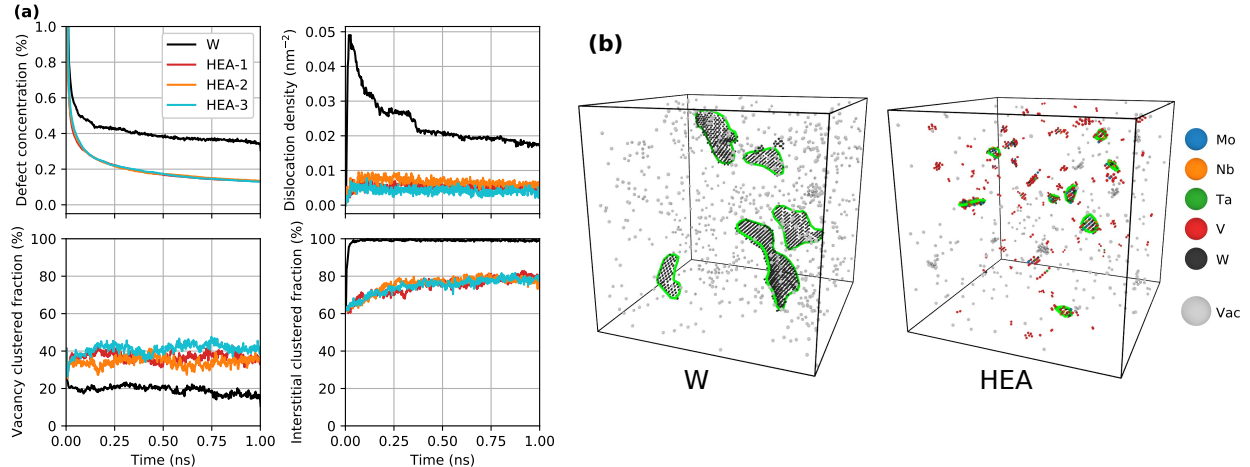 (a)
Defect concentration (%)
1.0
0.8
0.6
0.4
0.2
0.0
W
HEA-1
HEA-2
HEA-3
Dislocation density (nm⁻²)
0.05
0.04
0.03
0.02
0.01
0.00
Vacancy clustered fraction (%)
100
80
60
40
20
0
0.00 0.25 0.50 0.75 1.00
Time (ns)
Interstitial clustered fraction (%)
100
80
60
40
20
0
0.00 0.25 0.50 0.75 1.00
Time (ns)
(b)
W
HEA
Mo
Nb
Ta
V
W
Vac